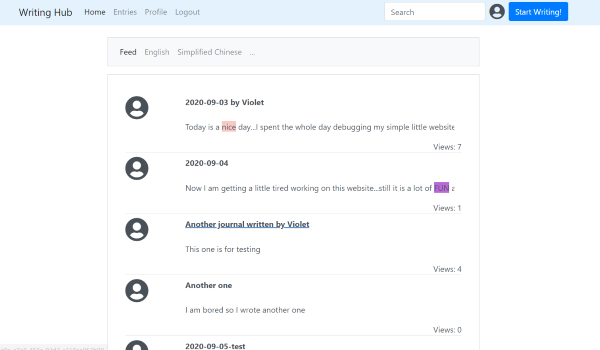 Writing Hub Home Entries Profile Logout Search Start Writing!
Feed English Simplified Chinese ...
2020-09-03 by Violet
Today is a nice day...I spent the whole day debugging my simple little website
Views: 7
2020-09-04
Now I am getting a little tired working on this website...still it is a lot of FUN a
Views: 1
Another journal written by Violet
This one is for testing
Views: 4
Another one
I am bored so I wrote another one
Views: 0
2020-09-05-test